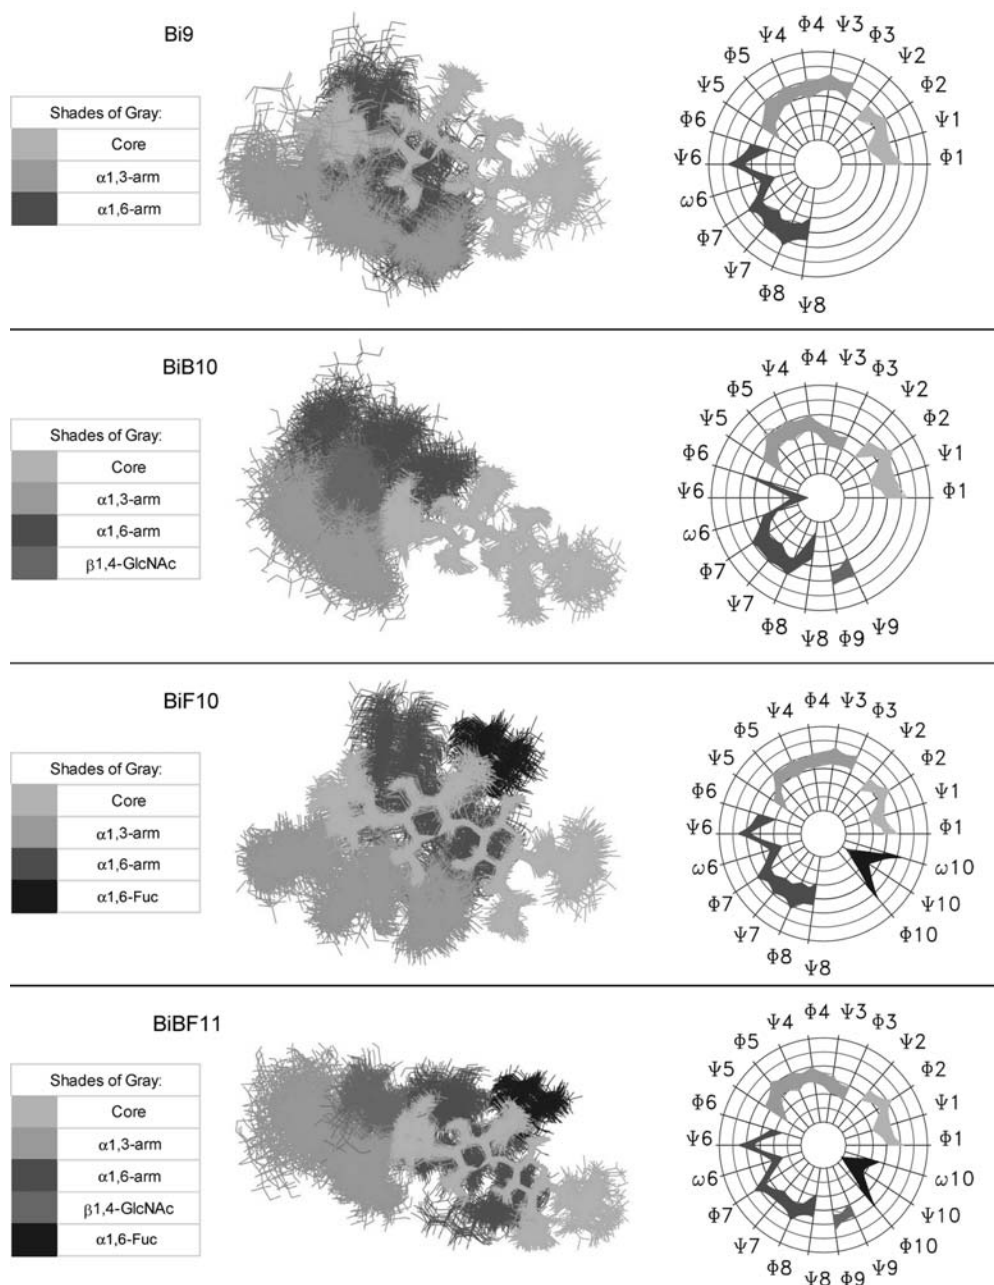 Bi9
Shades of Gray:
Core
α1,3-arm
α1,6-arm
Φ4 Ψ3 Φ3 Ψ2 Φ2 Ψ1 Φ1
Ψ4 Φ5 Ψ5 Φ6 Ψ6 ω6 Φ7 Ψ7 Φ8 Ψ8
BiB10
Shades of Gray:
Core
α1,3-arm
α1,6-arm
β1,4-GlcNAc
Φ4 Ψ3 Φ3 Ψ2 Φ2 Ψ1 Φ1
Ψ4 Φ5 Ψ5 Φ6 Ψ6 ω6 Φ7 Ψ7 Φ8 Ψ8 Φ9 Ψ9
BiF10
Shades of Gray:
Core
α1,3-arm
α1,6-arm
α1,6-Fuc
Φ4 Ψ3 Φ3 Ψ2 Φ2 Ψ1 Φ1
Ψ4 Φ5 Ψ5 Φ6 Ψ6 ω6 Φ7 Ψ7 Φ8 Ψ8 Φ10 Ψ10 ω10
BiBF11
Shades of Gray:
Core
α1,3-arm
α1,6-arm
β1,4-GlcNAc
α1,6-Fuc
Φ4 Ψ3 Φ3 Ψ2 Φ2 Ψ1 Φ1
Ψ4 Φ5 Ψ5 Φ6 Ψ6 ω6 Φ7 Ψ7 Φ8 Ψ8 Φ9 Ψ9 Φ10 Ψ10 ω10